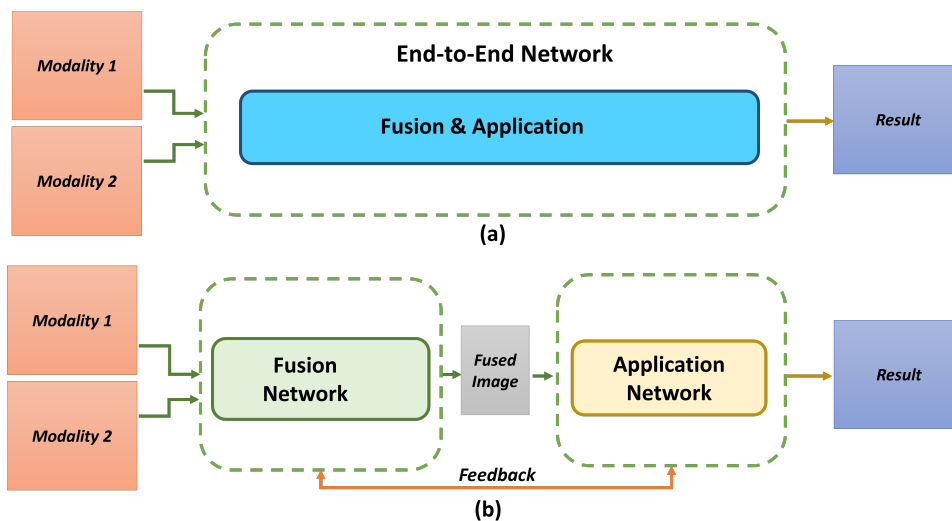 Modality 1
Modality 2
End-to-End Network
Fusion & Application
Result
(a)
Modality 1
Modality 2
Fusion
Network
Fused
Image
Application
Network
Result
Feedback
(b)